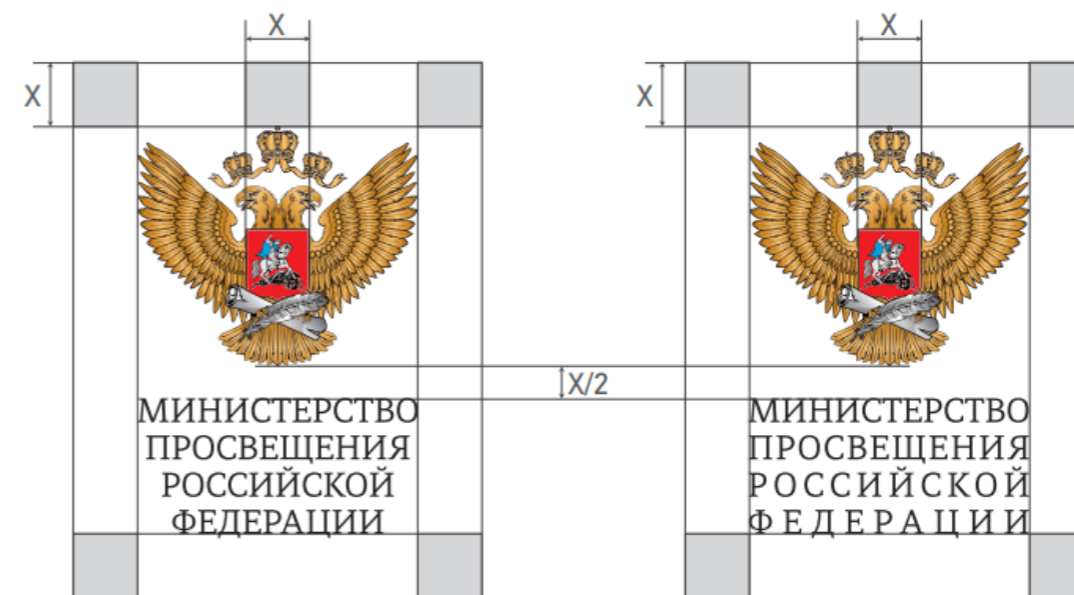 X
X
X
X
X/2
МИНИСТЕРСТВО
ПРОСВЕЩЕНИЯ
РОССИЙСКОЙ
ФЕДЕРАЦИИ
МИНИСТЕРСТВО
ПРОСВЕЩЕНИЯ
РОССИЙСКОЙ
ФЕДЕРАЦИИ